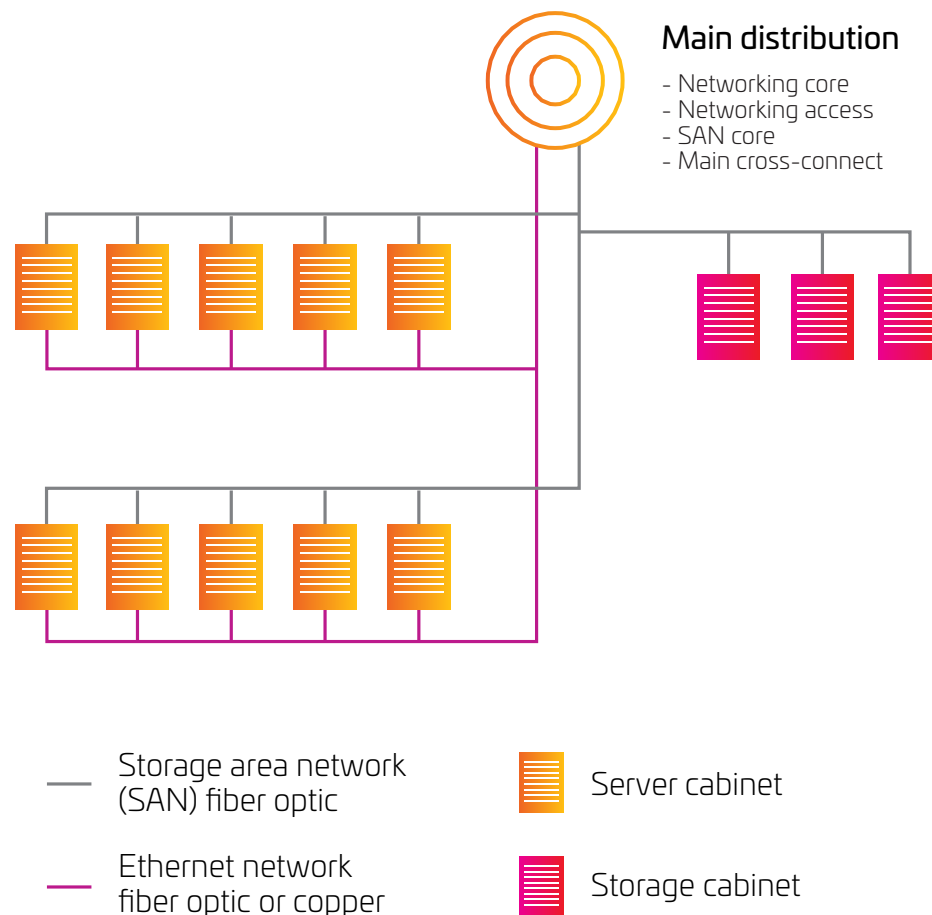 Main distribution
- Networking core
- Networking access
- SAN core
- Main cross-connect
Storage area network
(SAN) fiber optic
Server cabinet
Ethernet network
fiber optic or copper
Storage cabinet